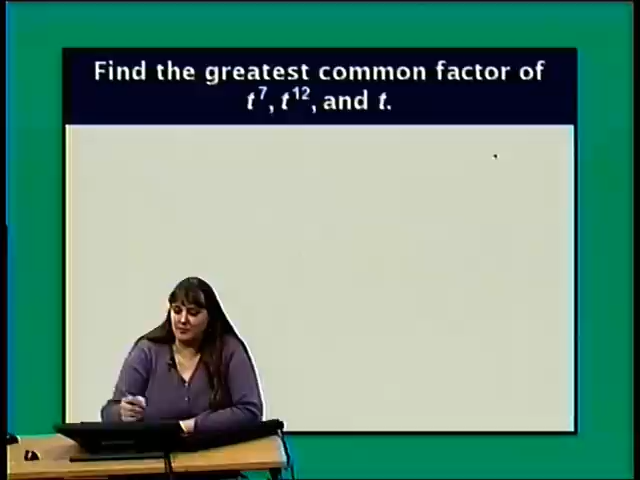 Find the greatest common factor of
t⁷, t¹², and t.